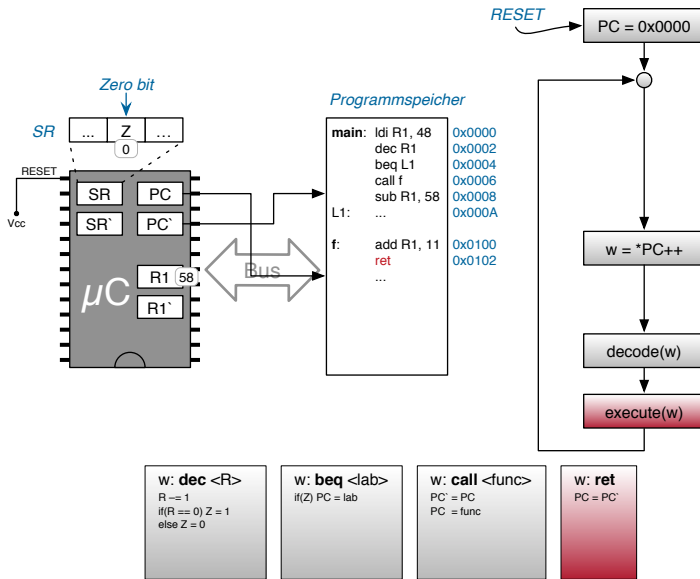 RESET
PC = 0x0000
Zero bit
SR
... Z ...
0
Programmspeicher
main: ldi R1, 48 0x0000
dec R1 0x0002
beq L1 0x0004
call f 0x0006
sub R1, 58 0x0008
L1: ... 0x000A
f: add R1, 11 0x0100
ret 0x0102
...
RESET
Vcc
SR PC
SR` PC`
R1 58
R1`
µC
Bus
w = *PC++
decode(w)
execute(w)
w: dec <R>
R –= 1
if(R == 0) Z = 1
else Z = 0
w: beq <lab>
if(Z) PC = lab
w: call <func>
PC` = PC
PC = func
w: ret
PC = PC`